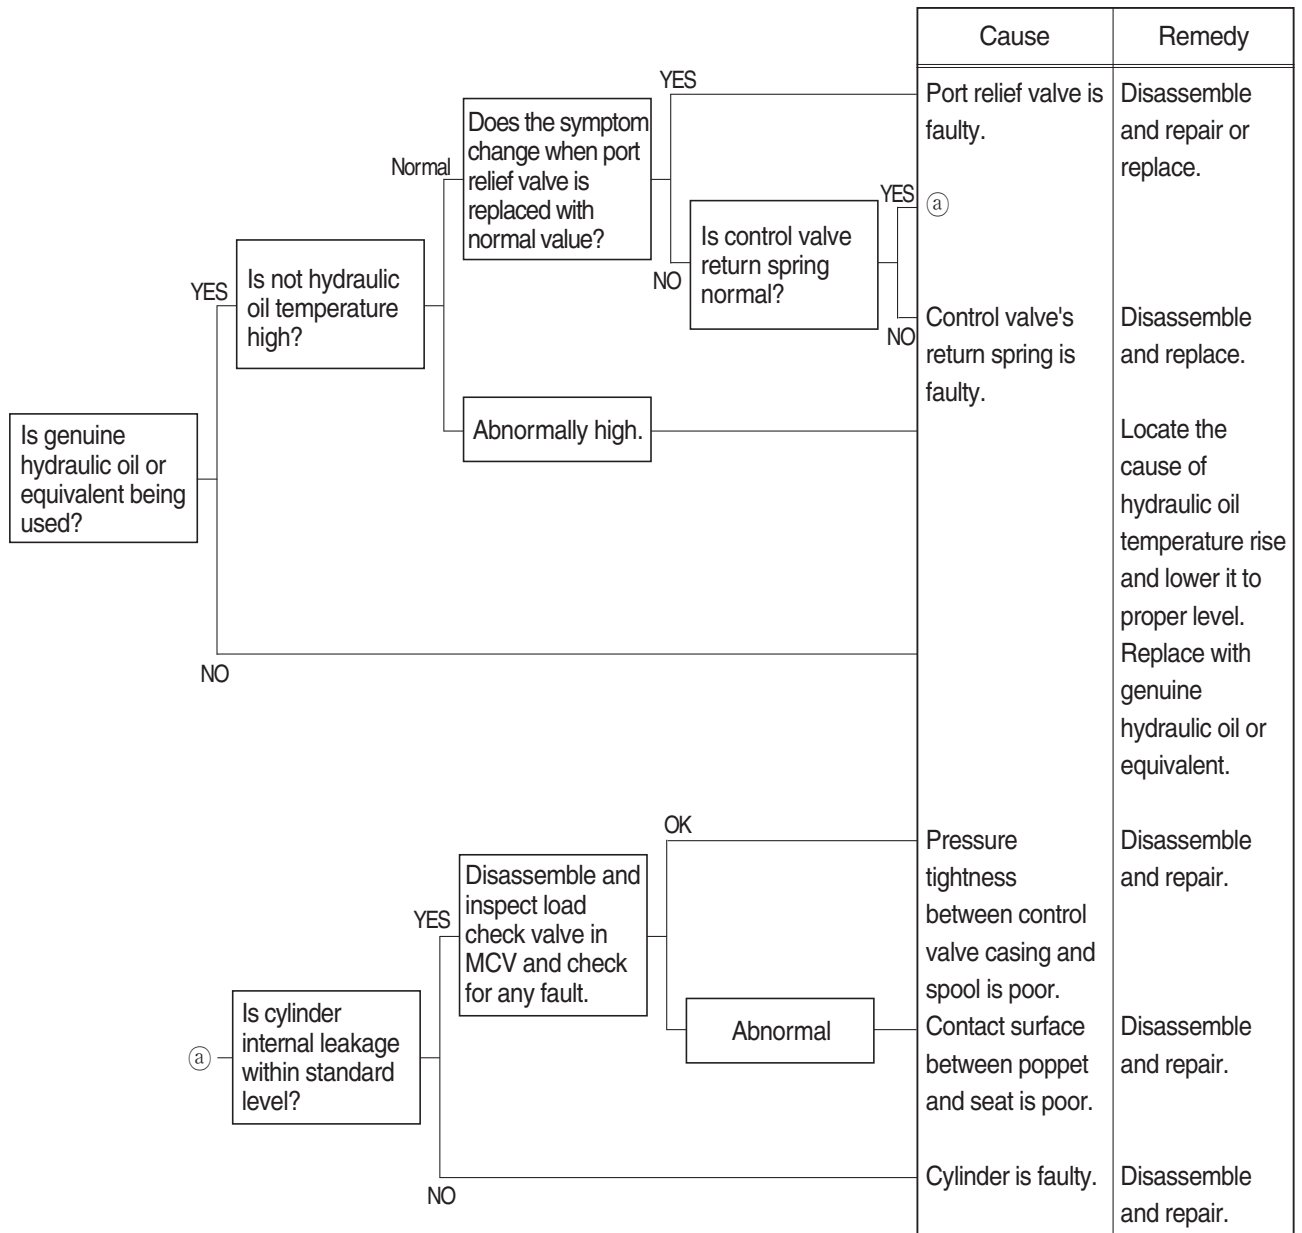 Cause
Remedy
YES
Does the symptom
change when port
relief valve is
replaced with
normal value?
Normal
Port relief valve is
faulty.
Disassemble
and repair or
replace.
YES
ⓐ
Is control valve
return spring
normal?
NO
YES
Is not hydraulic
oil temperature
high?
NO
Control valve's
return spring is
faulty.
Disassemble
and replace.
Abnormally high.
Locate the
cause of
hydraulic oil
temperature rise
and lower it to
proper level.
Is genuine
hydraulic oil or
equivalent being
used?
NO
Replace with
genuine
hydraulic oil or
equivalent.
OK
Pressure
tightness
between control
valve casing and
spool is poor.
Disassemble
and repair.
YES
Disassemble and
inspect load
check valve in
MCV and check
for any fault.
Abnormal
Contact surface
between poppet
and seat is poor.
Disassemble
and repair.
ⓐ
Is cylinder
internal leakage
within standard
level?
NO
Cylinder is faulty.
Disassemble
and repair.